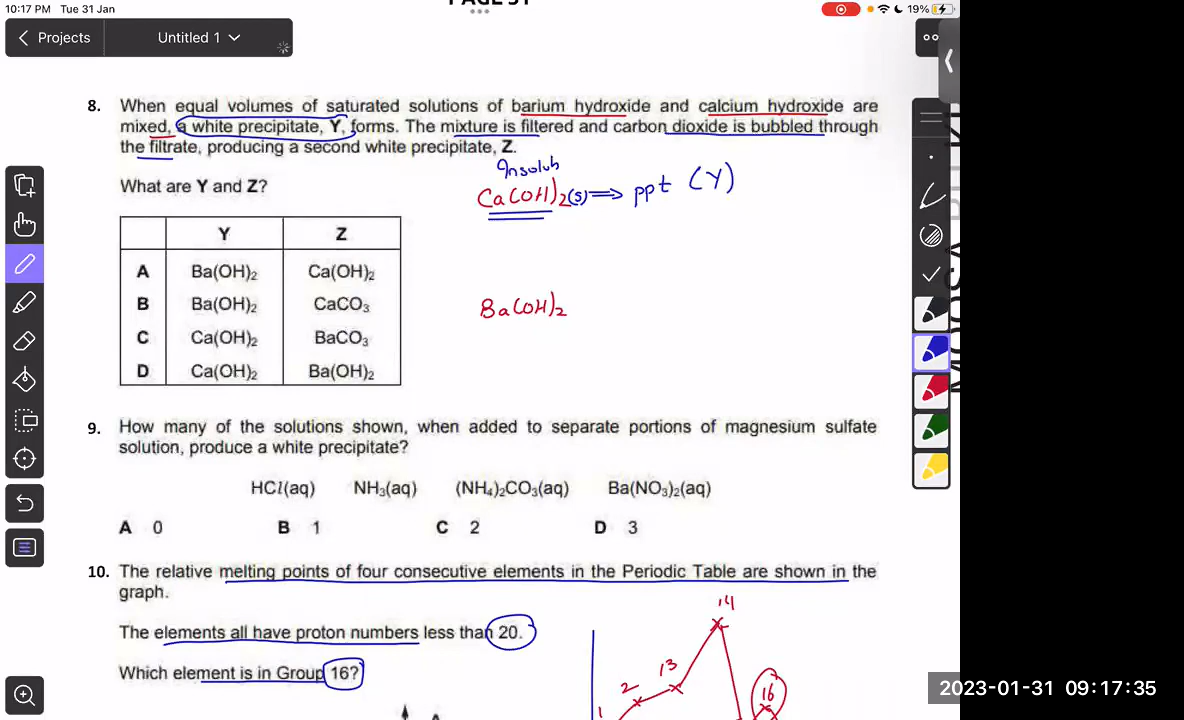 10:17 PM Tue 31 Jan
19%
Projects
Untitled 1
8. When equal volumes of saturated solutions of barium hydroxide and calcium hydroxide are
mixed, a white precipitate, Y, forms. The mixture is filtered and carbon dioxide is bubbled through
the filtrate, producing a second white precipitate, Z.
Insolub
Ca(OH)2(s) ⟹ ppt (Y)
What are Y and Z?
Y Z
A Ba(OH)₂ Ca(OH)₂
B Ba(OH)₂ CaCO₃
C Ca(OH)₂ BaCO₃
D Ca(OH)₂ Ba(OH)₂
Ba(OH)2
9. How many of the solutions shown, when added to separate portions of magnesium sulfate
solution, produce a white precipitate?
HCl(aq) NH₃(aq) (NH₄)₂CO₃(aq) Ba(NO₃)₂(aq)
A 0 B 1 C 2 D 3
10. The relative melting points of four consecutive elements in the Periodic Table are shown in the
graph.
The elements all have proton numbers less than 20.
Which element is in Group 16?
14
13
2
1
16
2023-01-31 09:17:35